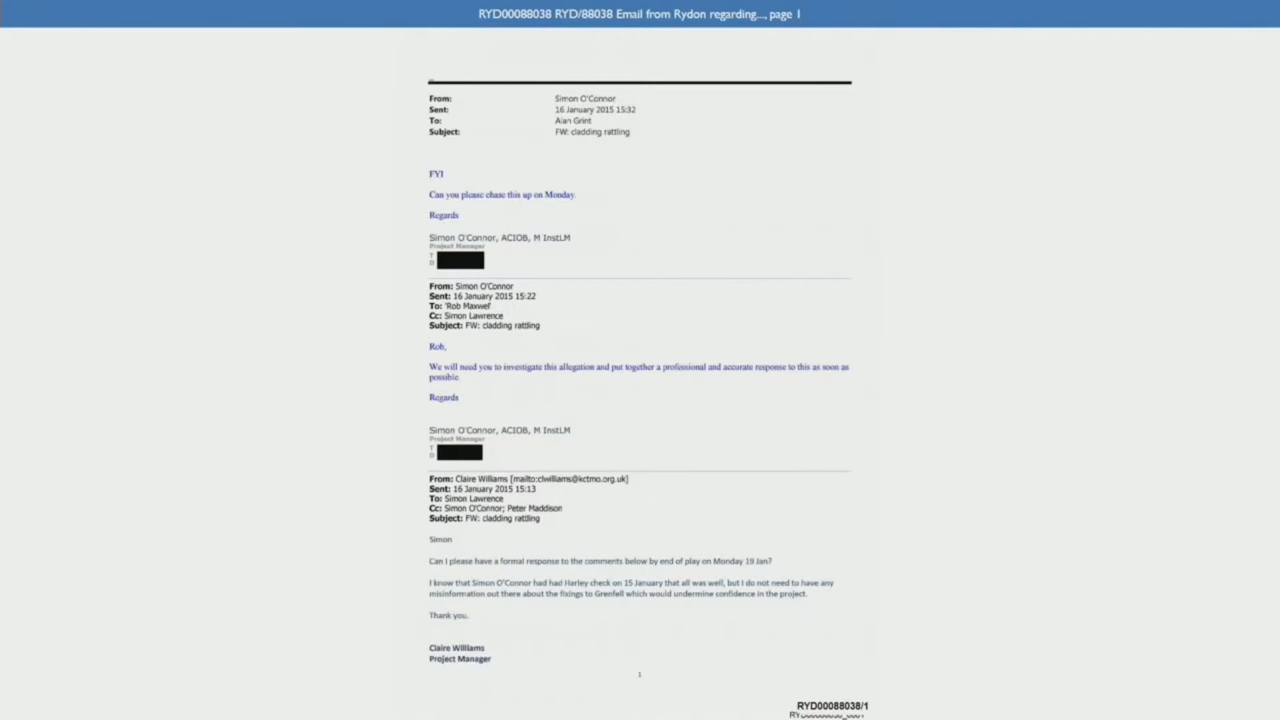 RYD00088038 RYD/88038 Email from Rydon regarding..., page 1
From: Simon O'Connor
Sent: 16 January 2015 15:32
To: Alan Grint
Subject: FW: cladding rattling
FYI
Can you please chase this up on Monday.
Regards
Simon O'Connor, ACIOB, M InstLM
Project Manager
T
D
From: Simon O'Connor
Sent: 16 January 2015 15:22
To: 'Rob Maxwel'
Cc: Simon Lawrence
Subject: FW: cladding rattling
Rob,
We will need you to investigate this allegation and put together a professional and accurate response to this as soon as
possible
Regards
Simon O'Connor, ACIOB, M InstLM
Project Manager
T
D
From: Claire Williams [mailto:clwilliams@kctmo.org.uk]
Sent: 16 January 2015 15:13
To: Simon Lawrence
Cc: Simon O'Connor; Peter Maddison
Subject: FW: cladding rattling
Simon
Can I please have a formal response to the comments below by end of play on Monday 19 Jan?
I know that Simon O'Connor had had Harley check on 15 January that all was well, but I do not need to have any
misinformation out there about the fixings to Grenfell which would undermine confidence in the project.
Thank you.
Claire Williams
Project Manager
1
RYD00088038/1